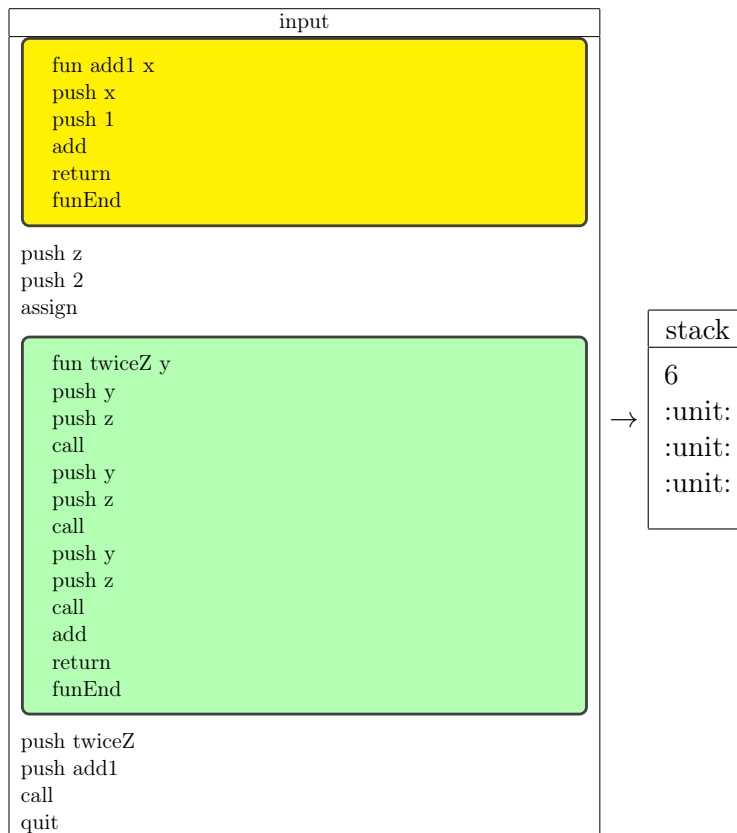 input
fun add1 x
push x
push 1
add
return
funEnd
push z
push 2
assign
fun twiceZ y
push y
push z
call
push y
push z
call
push y
push z
call
add
return
funEnd
push twiceZ
push add1
call
quit
→
stack
6
:unit:
:unit:
:unit: